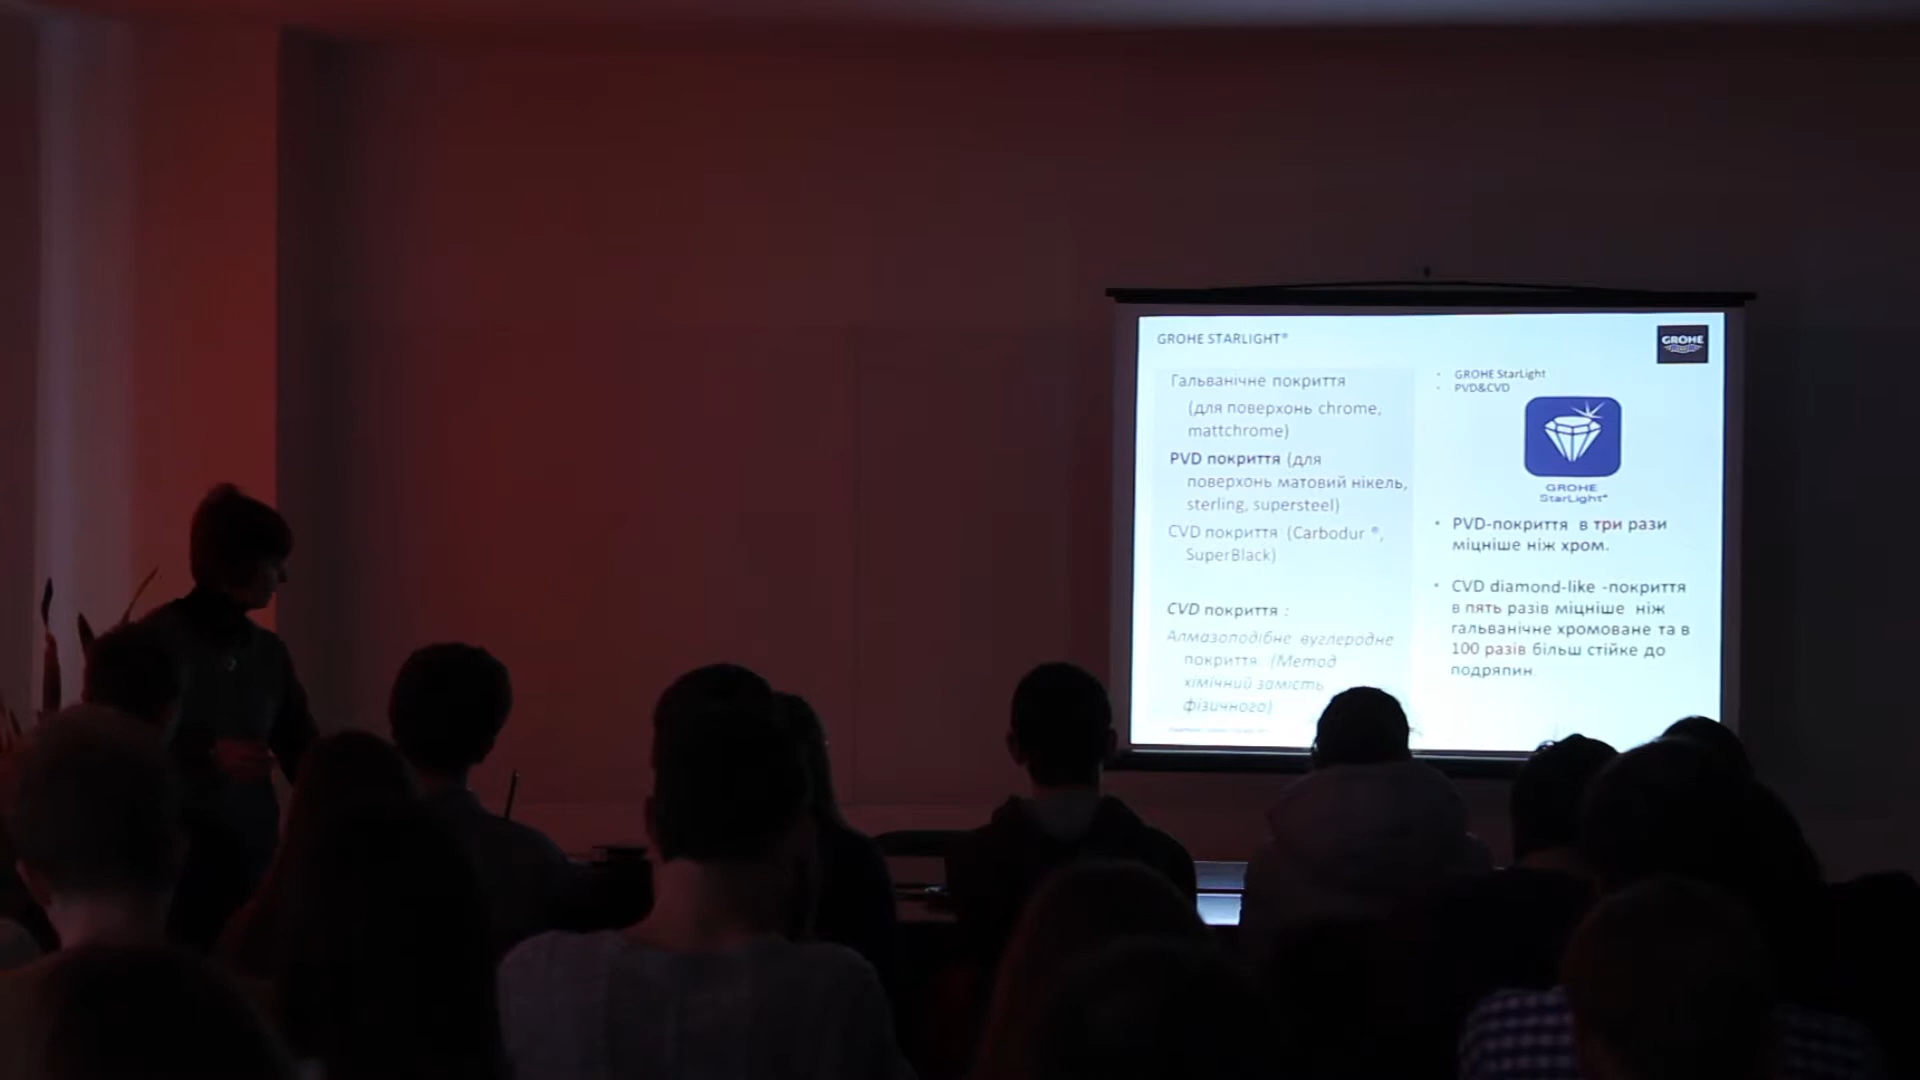 GROHE STARLIGHT®
GROHE
Гальванічне покриття
(для поверхонь chrome,
mattchrome)
PVD покриття (для
поверхонь матовий нікель,
sterling, supersteel)
CVD покриття (Carbodur ®,
SuperBlack)
CVD покриття :
Алмазоподібне вуглеродне
покриття. (Метод
хімічний замість
фізичного)
• GROHE StarLight
• PVD&CVD
GROHE
StarLight®
• PVD-покриття в три рази
міцніше ніж хром.
• CVD diamond-like -покриття
в пять разів міцніше ніж
гальванічне хромоване та в
100 разів більш стійке до
подряпин.